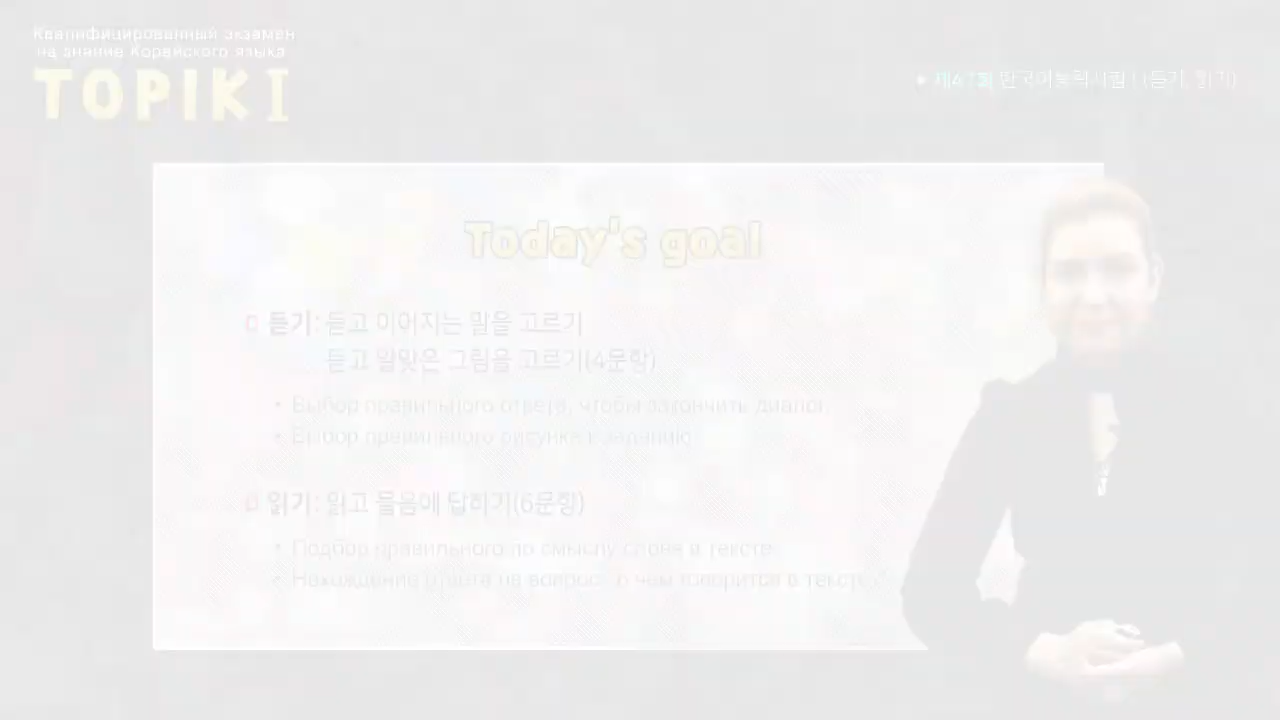 Квалифицированный экзамен
на знание Корейского языка
TOPIK I
한국어능력시험 I (듣기, 읽기)
Today's goal
듣기: 듣고 이어지는 말을 고르기
듣고 알맞은 그림을 고르기(4문항)
• Выбор правильного ответа, чтобы закончить диалог
• Выбор правильного рисунка к заданию
읽기: 읽고 물음에 답하기(6문항)
• Подбор правильного по смыслу слова в тексте
• Нахождение ответа на вопрос "о чем говорится в тексте?"